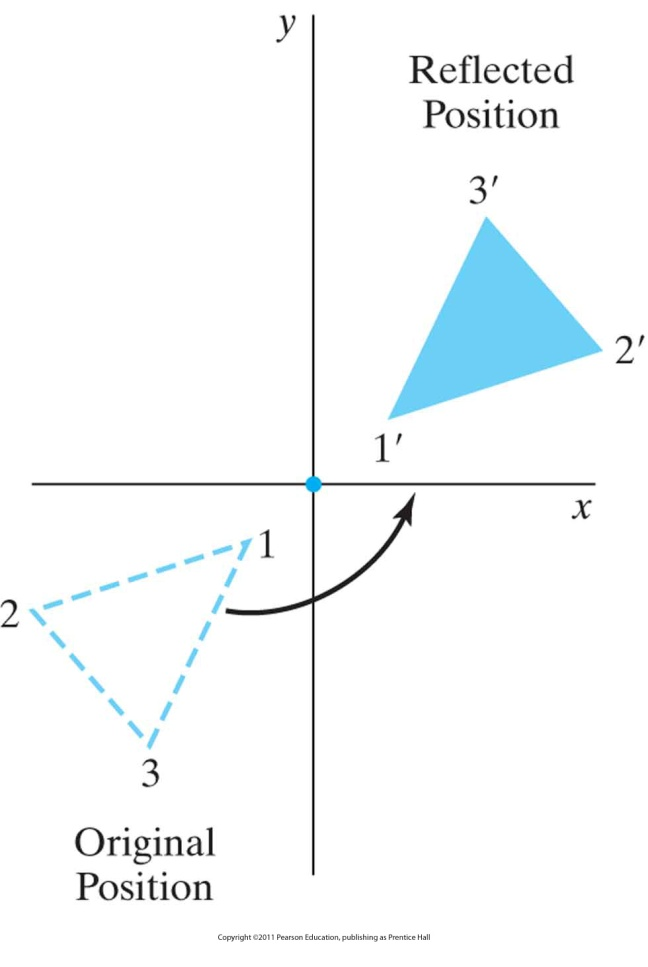 y
Reflected
Position
3′
2′
1′
x
1
2
3
Original
Position
Copyright ©2011 Pearson Education, publishing as Prentice Hall